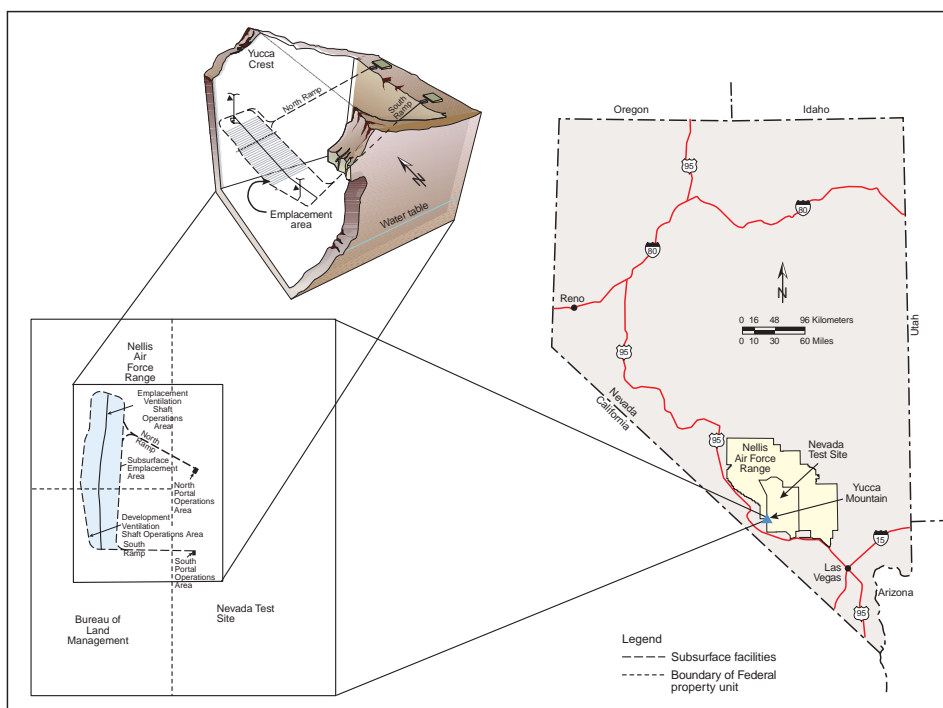 Yucca
Crest
North Ramp
South
Ramp
N
Emplacement
area
Water table
Nellis
Air
Force
Range
Emplacement
Ventilation
Shaft
Operations
Area
North
Ramp
Subsurface
Emplacement
Area
North
Portal
Operations
Area
Development
Ventilation
Shaft Operations Area
South
Ramp
South
Portal
Operations
Area
Bureau of
Land
Management
Nevada Test
Site
Oregon
Idaho
95
80
80
Reno
N
0 16 48 96 Kilometers
0 10 30 60 Miles
Utah
95
Nevada
California
95
Nellis
Air Force
Range
Nevada
Test Site
Yucca
Mountain
15
Las
Vegas
Arizona
95
Legend
Subsurface facilities
Boundary of Federal
property unit